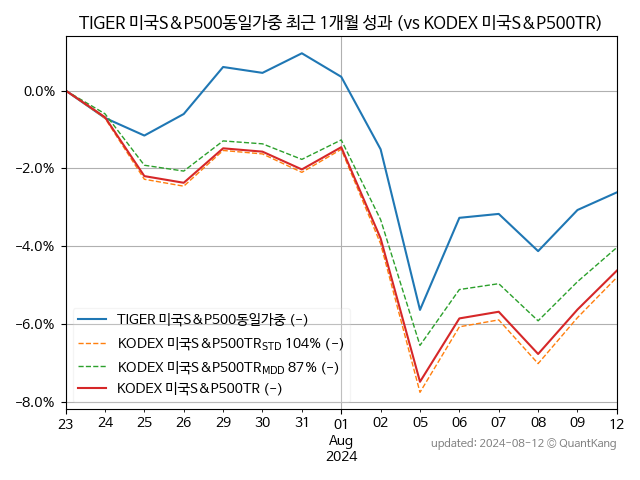 TIGER 미국S&P500동일가중 최근 1개월 성과 (vs KODEX 미국S&P500TR)
0.0%
−2.0%
−4.0%
−6.0%
−8.0%
TIGER 미국S&P500동일가중 (-)
KODEX 미국S&P500TR STD 104% (-)
KODEX 미국S&P500TR MDD 87% (-)
KODEX 미국S&P500TR (-)
23 24 25 26 29 30 31 01 02 05 06 07 08 09 12
Aug
2024
updated: 2024-08-12 © QuantKang